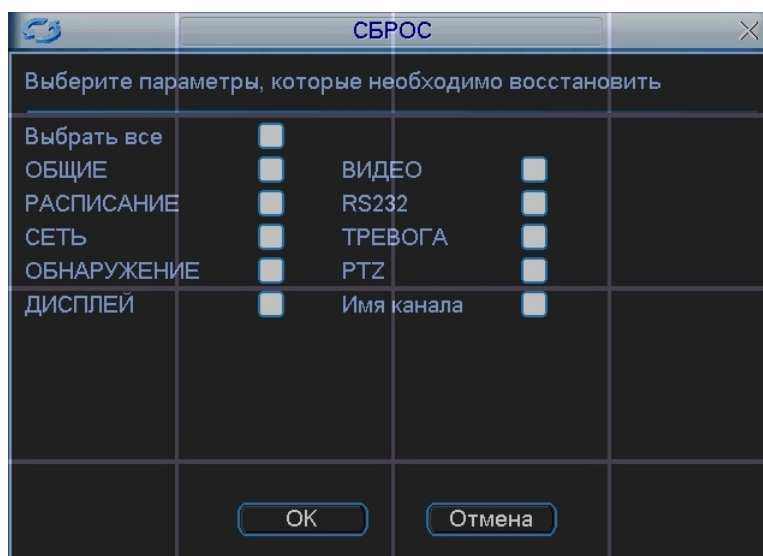 СБРОС
Выберите параметры, которые необходимо восстановить
Выбрать все
ОБЩИЕ ВИДЕО
РАСПИСАНИЕ RS232
СЕТЬ ТРЕВОГА
ОБНАРУЖЕНИЕ PTZ
ДИСПЛЕЙ Имя канала
OK Отмена